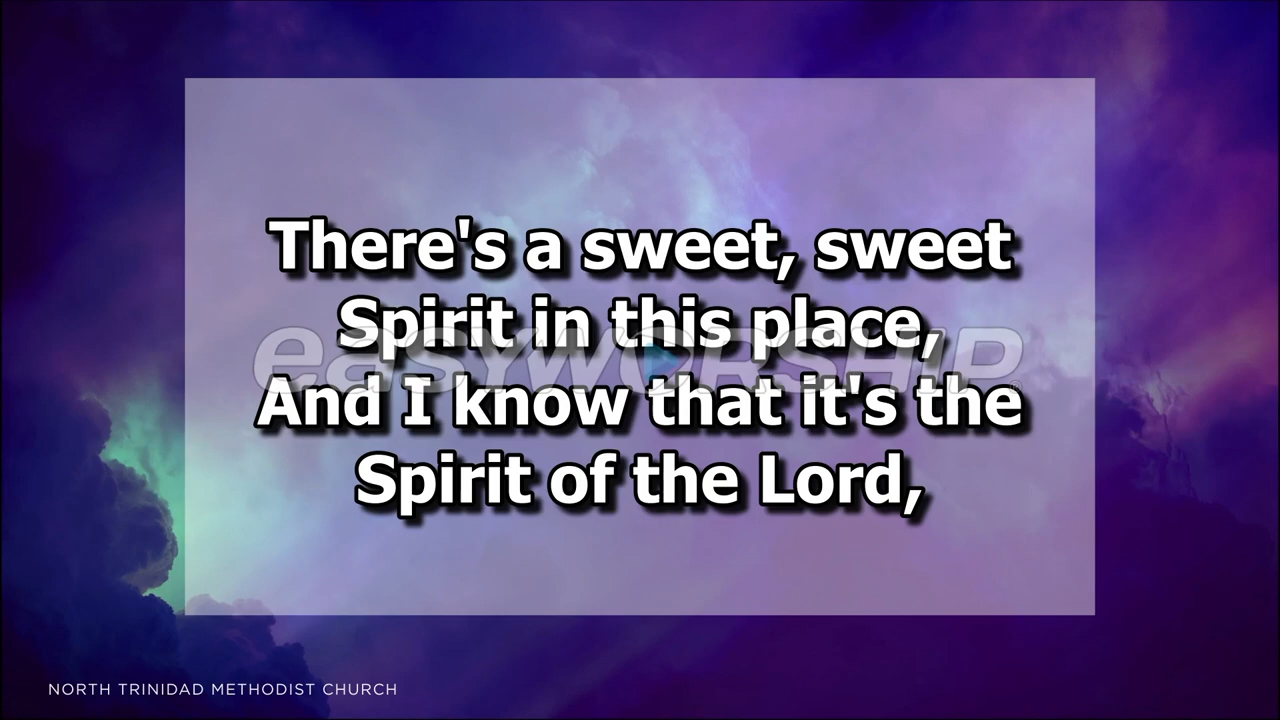 There's a sweet, sweet
Spirit in this place,
easyworship®
And I know that it's the
Spirit of the Lord,
NORTH TRINIDAD METHODIST CHURCH